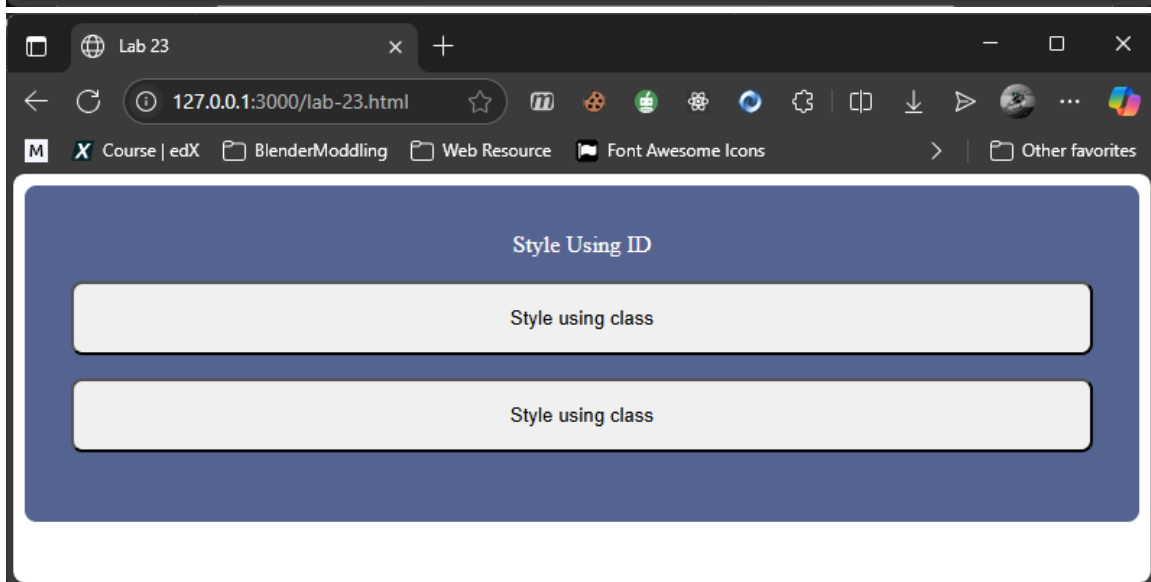 Lab 23
127.0.0.1:3000/lab-23.html
M X Course | edX BlenderModdling Web Resource Font Awesome Icons Other favorites
Style Using ID
Style using class
Style using class